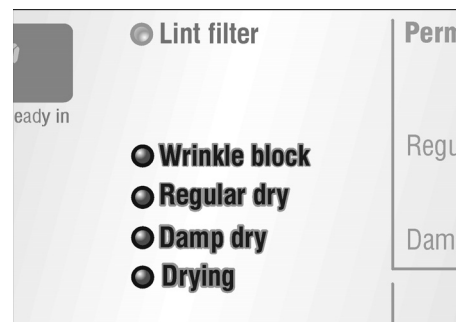 Lint filter
Perm
eady in
Wrinkle block
Regu
Regular dry
Damp dry
Dam
Drying